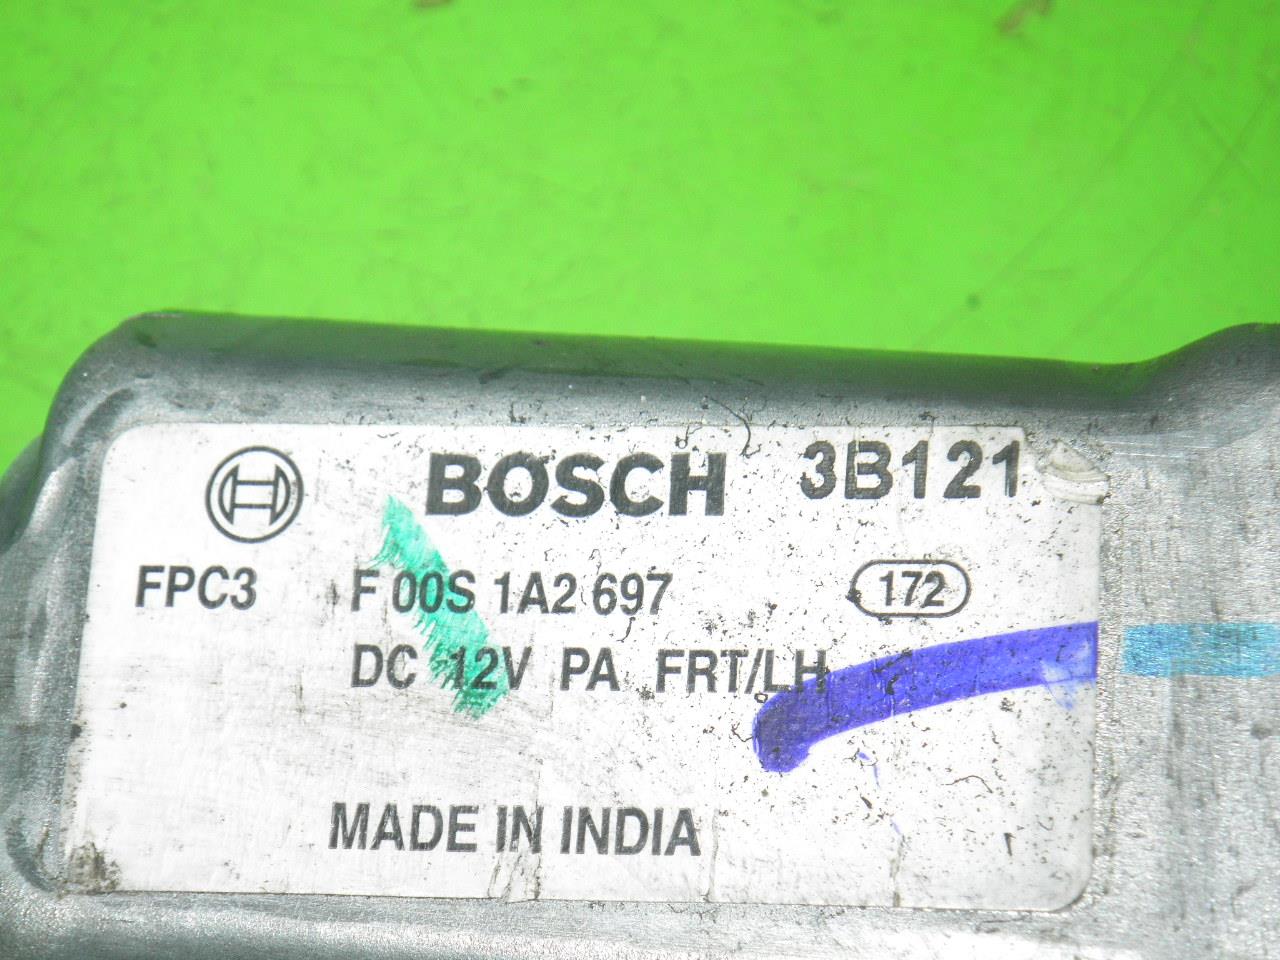 BOSCH 3B121
FPC3 F 00S 1A2 697 172
DC 12V PA FRT/LH
MADE IN INDIA